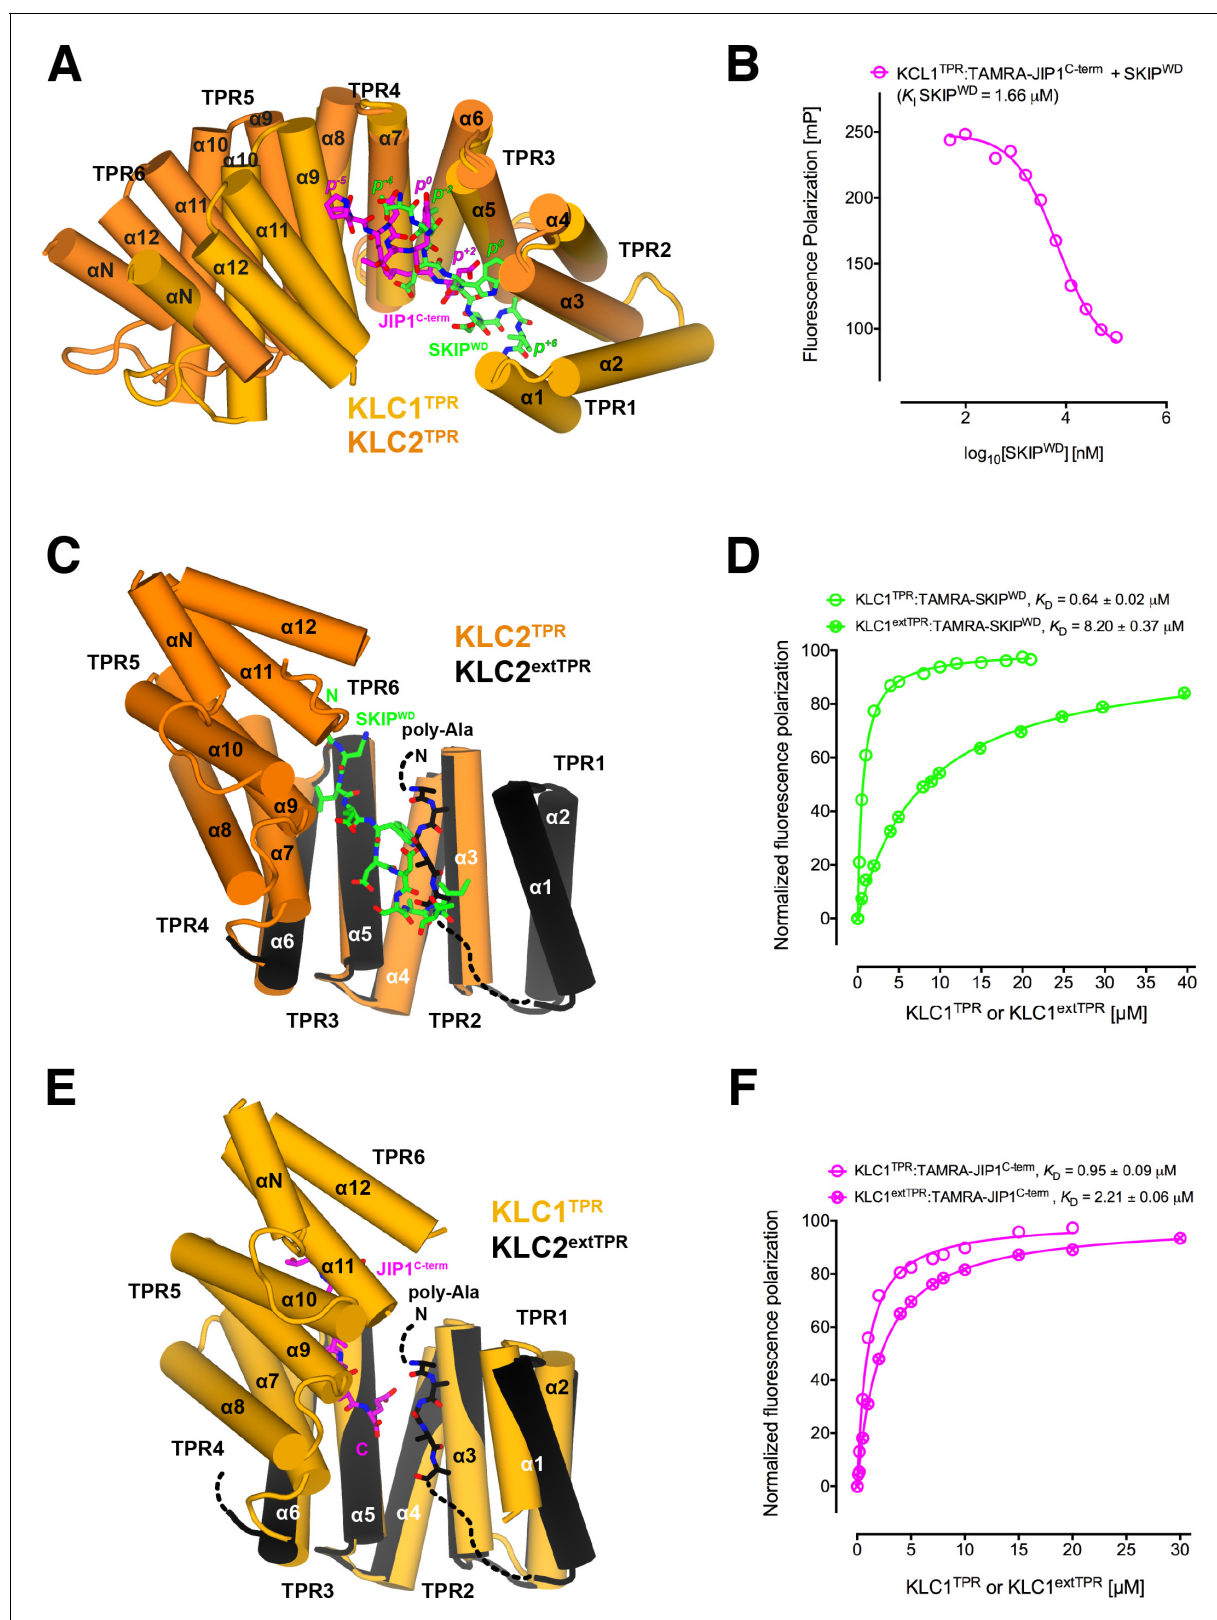 A
TPR4
TPR5
α9
α6
α10
α8
α7
TPR3
α10
TPR6
α9
p-5
p-4
p0
p-2
α5
α11
α4
α12
α11
TPR2
αN
α12
p+2
p0
αN
α3
JIP1C-term
SKIPWD
p+6
α2
α1
TPR1
KLC1TPR
KLC2TPR
B
KCL1TPR:TAMRA-JIP1C-term + SKIPWD
(KI SKIPWD = 1.66 µM)
Fluorescence Polarization [mP]
250
200
150
100
2 4 6
log10[SKIPWD] [nM]
C
αN
α12
KLC2TPR
KLC2extTPR
TPR5
α11
N
TPR6
SKIPWD
poly-Ala
N
α10
TPR1
α9
α8
α7
α3
α2
α1
TPR4
α6
α5
α4
TPR3
TPR2
D
KLC1TPR:TAMRA-SKIPWD, KD = 0.64 ± 0.02 µM
KLC1extTPR:TAMRA-SKIPWD, KD = 8.20 ± 0.37 µM
Normalized fluorescence polarization
100
80
60
40
20
0
0 5 10 15 20 25 30 35 40
KLC1TPR or KLC1extTPR [µM]
E
αN
TPR6
α12
KLC1TPR
KLC2extTPR
α11
JIP1C-term
TPR5
α10
poly-Ala
N
TPR1
α9
α7
α8
α2
C
TPR4
α3
α1
α6
α5
α4
TPR3
TPR2
F
KLC1TPR:TAMRA-JIP1C-term, KD = 0.95 ± 0.09 µM
KLC1extTPR:TAMRA-JIP1C-term , KD = 2.21 ± 0.06 µM
Normalized fluorescence polarization
100
80
60
40
20
0
0 5 10 15 20 25 30
KLC1TPR or KLC1extTPR [µM]